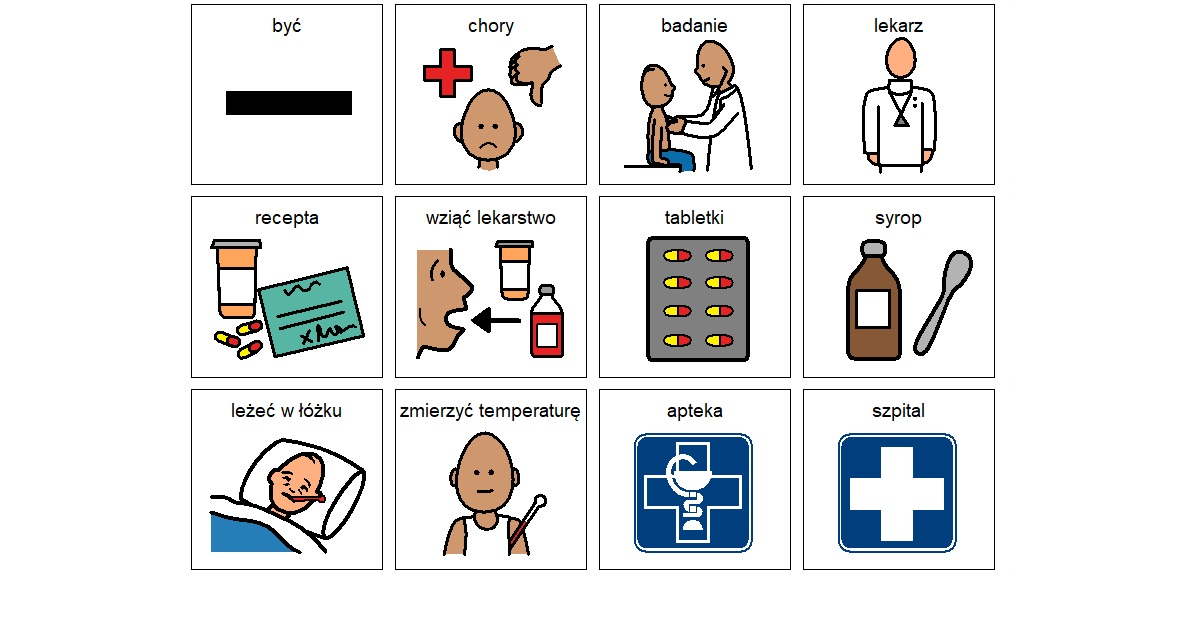 być
chory
badanie
lekarz
recepta
wziąć lekarstwo
tabletki
syrop
leżeć w łóżku
zmierzyć temperaturę
apteka
szpital